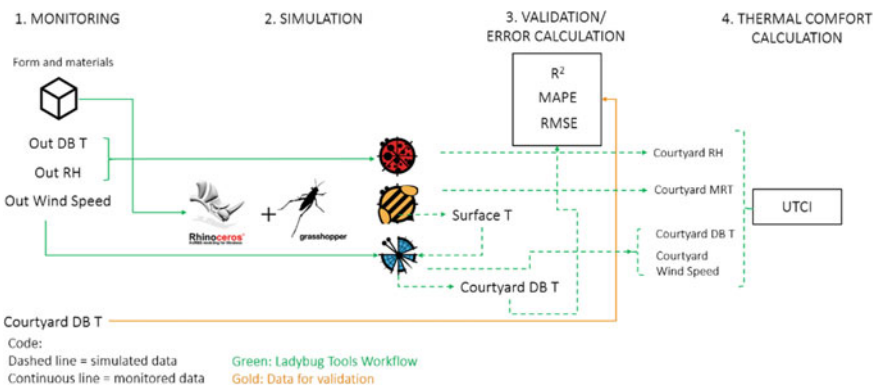 1. MONITORING
2. SIMULATION
3. VALIDATION/
ERROR CALCULATION
4. THERMAL COMFORT
CALCULATION
Form and materials
R²
MAPE
RMSE
Out DB T
Out RH
Out Wind Speed
Rhinoceros
+
grasshopper
Surface T
Courtyard DB T
Courtyard RH
Courtyard MRT
Courtyard DB T
Courtyard
Wind Speed
UTCI
Courtyard DB T
Code:
Dashed line = simulated data
Continuous line = monitored data
Green: Ladybug Tools Workflow
Gold: Data for validation